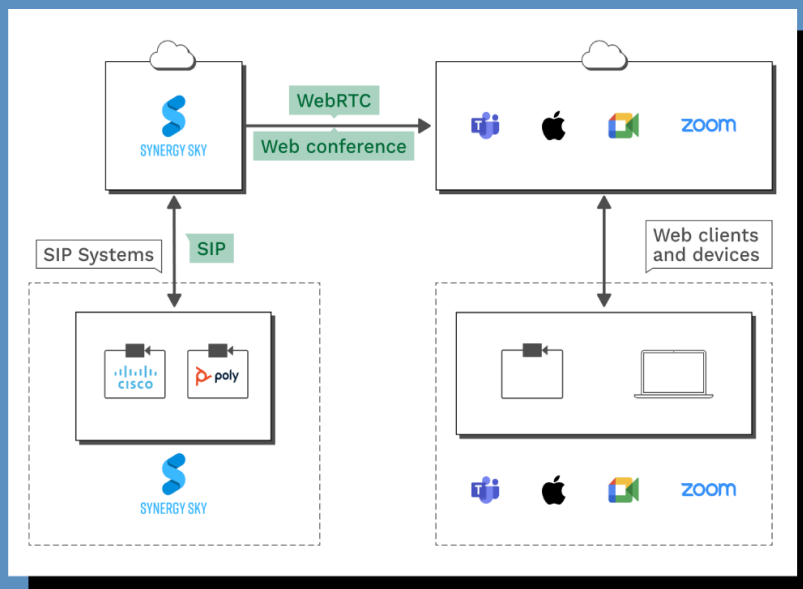 WebRTC
SYNERGY SKY
Web conference
T
zoom
SIP Systems
SIP
Web clients
and devices
CISCO
poly
SYNERGY SKY
T
zoom